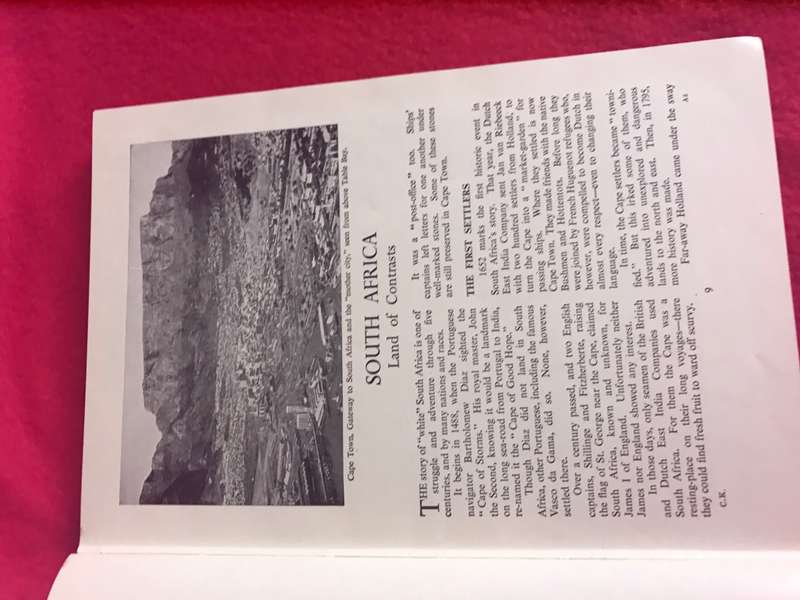 Cape Town, Gateway to South Africa and the "mother city," seen from above Table Bay.
SOUTH AFRICA
Land of Contrasts
THE story of "white" South Africa is one of
struggle and adventure through five
centuries, and by many nations and races.
It begins in 1488, when the Portuguese
navigator Bartholomew Diaz sighted the
"Cape of Storms." His royal master, John
the Second, knowing it would be a landmark
on the long sea-road from Portugal to India,
re-named it the "Cape of Good Hope."
Though Diaz did not land in South
Africa, other Portuguese, including the famous
Vasco da Gama, did so. None, however,
settled there.
Over a century passed, and two English
captains, Shillinge and Fitzherberte, raising
the flag of St. George near the Cape, claimed
South Africa, known and unknown, for
James I of England. Unfortunately neither
James nor England showed any interest.
In those days, only seamen of the British
and Dutch East India Companies used
South Africa. For them the Cape was a
resting-place on their long voyages—there
they could find fresh fruit to ward off scurvy.
C.K.
It was a "post-office" too. Ships'
captains left letters for one another under
well-marked stones. Some of these stones
are still preserved in Cape Town.
THE FIRST SETTLERS
1652 marks the first historic event in
South Africa's story. That year, the Dutch
East India Company sent Jan van Riebeeck
with two hundred settlers from Holland, to
turn the Cape into a "market-garden" for
passing ships. Where they settled is now
Cape Town. They made friends with the native
Bushmen and Hottentots. Before long they
were joined by French Huguenot refugees who,
however, were compelled to become Dutch in
almost every respect—even to changing their
language.
In time, the Cape settlers became "towni-
fied." But this irked some of them, who
adventured into unexplored and dangerous
lands to the north and east. Then, in 1795,
more history was made.
Far-away Holland came under the sway
A2
9